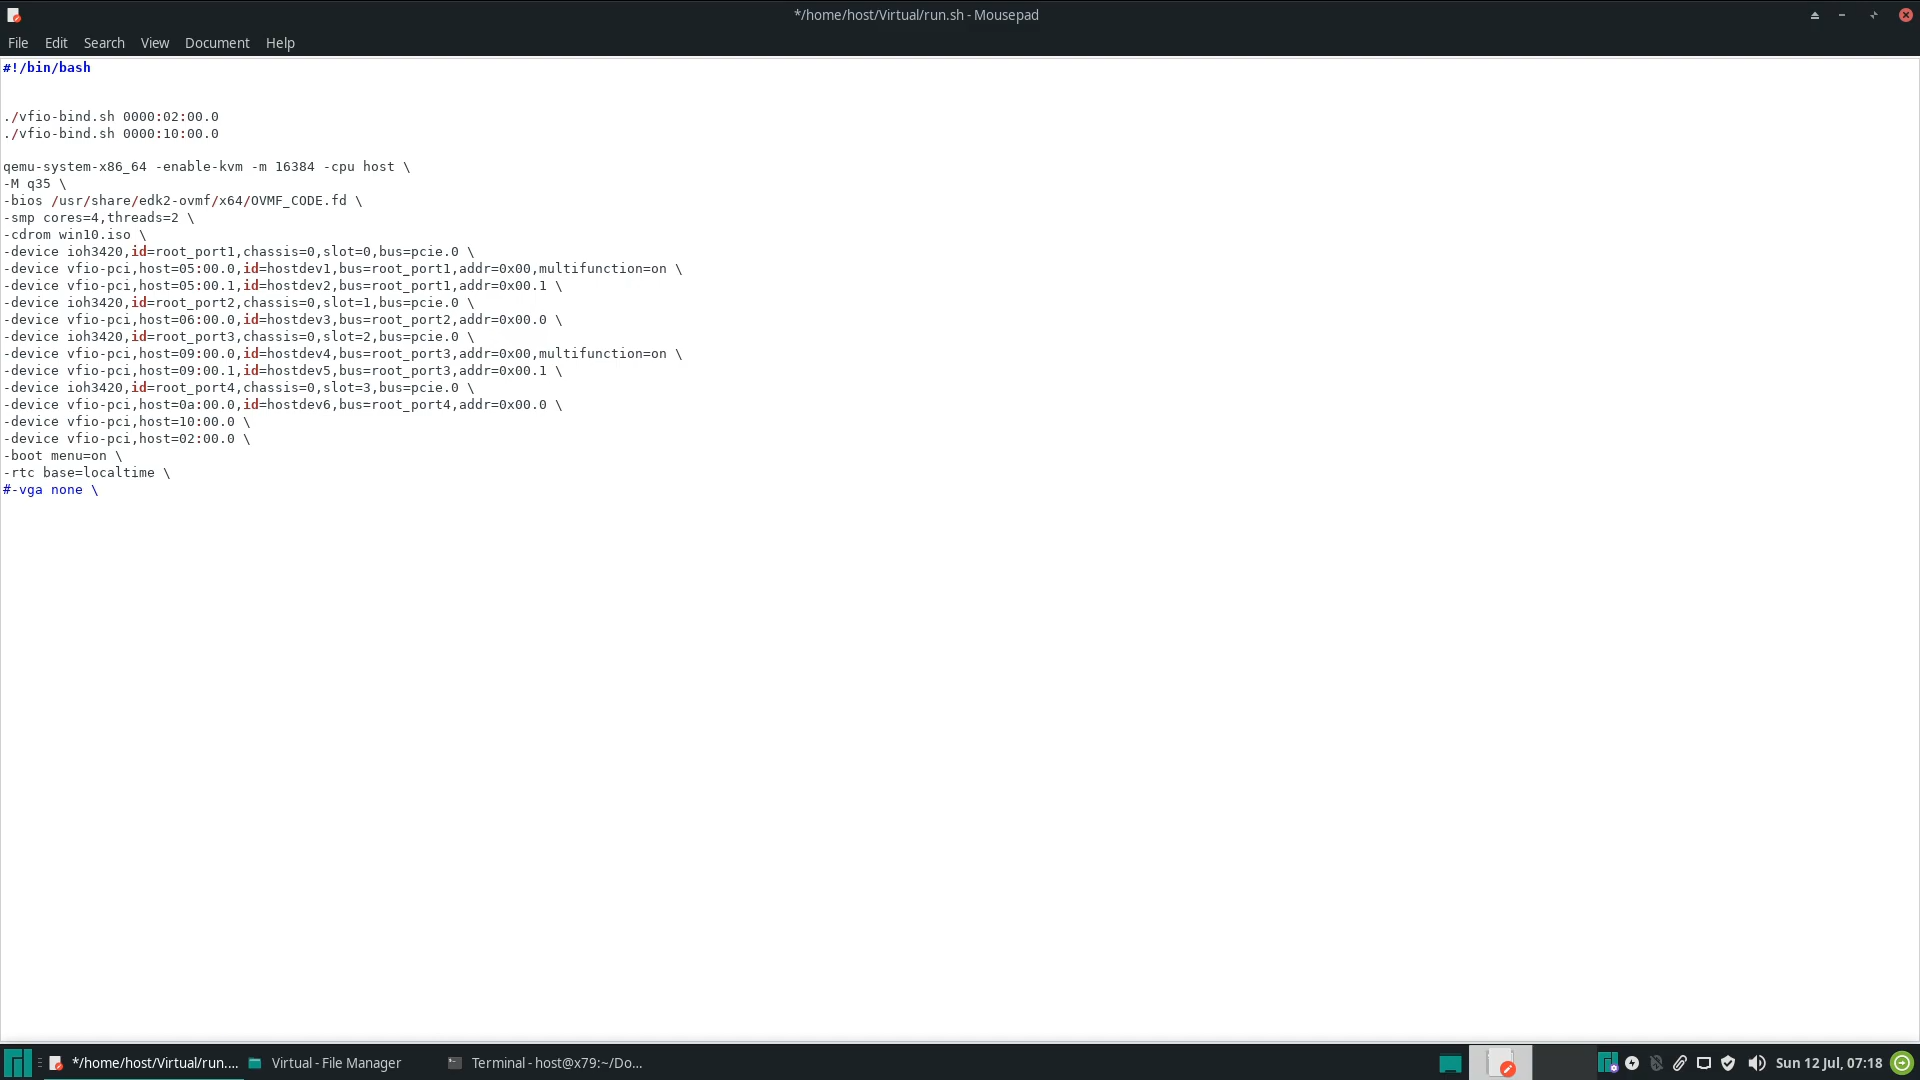 */home/host/Virtual/run.sh - Mousepad
File Edit Search View Document Help
#!/bin/bash
./vfio-bind.sh 0000:02:00.0
./vfio-bind.sh 0000:10:00.0
qemu-system-x86_64 -enable-kvm -m 16384 -cpu host \
-M q35 \
-bios /usr/share/edk2-ovmf/x64/OVMF_CODE.fd \
-smp cores=4,threads=2 \
-cdrom win10.iso \
-device ioh3420,id=root_port1,chassis=0,slot=0,bus=pcie.0 \
-device vfio-pci,host=05:00.0,id=hostdev1,bus=root_port1,addr=0x00,multifunction=on \
-device vfio-pci,host=05:00.1,id=hostdev2,bus=root_port1,addr=0x00.1 \
-device ioh3420,id=root_port2,chassis=0,slot=1,bus=pcie.0 \
-device vfio-pci,host=06:00.0,id=hostdev3,bus=root_port2,addr=0x00.0 \
-device ioh3420,id=root_port3,chassis=0,slot=2,bus=pcie.0 \
-device vfio-pci,host=09:00.0,id=hostdev4,bus=root_port3,addr=0x00,multifunction=on \
-device vfio-pci,host=09:00.1,id=hostdev5,bus=root_port3,addr=0x00.1 \
-device ioh3420,id=root_port4,chassis=0,slot=3,bus=pcie.0 \
-device vfio-pci,host=0a:00.0,id=hostdev6,bus=root_port4,addr=0x00.0 \
-device vfio-pci,host=10:00.0 \
-device vfio-pci,host=02:00.0 \
-boot menu=on \
-rtc base=localtime \
#-vga none \
*/home/host/Virtual/run.... Virtual - File Manager Terminal - host@x79:~/Do... Sun 12 Jul, 07:18